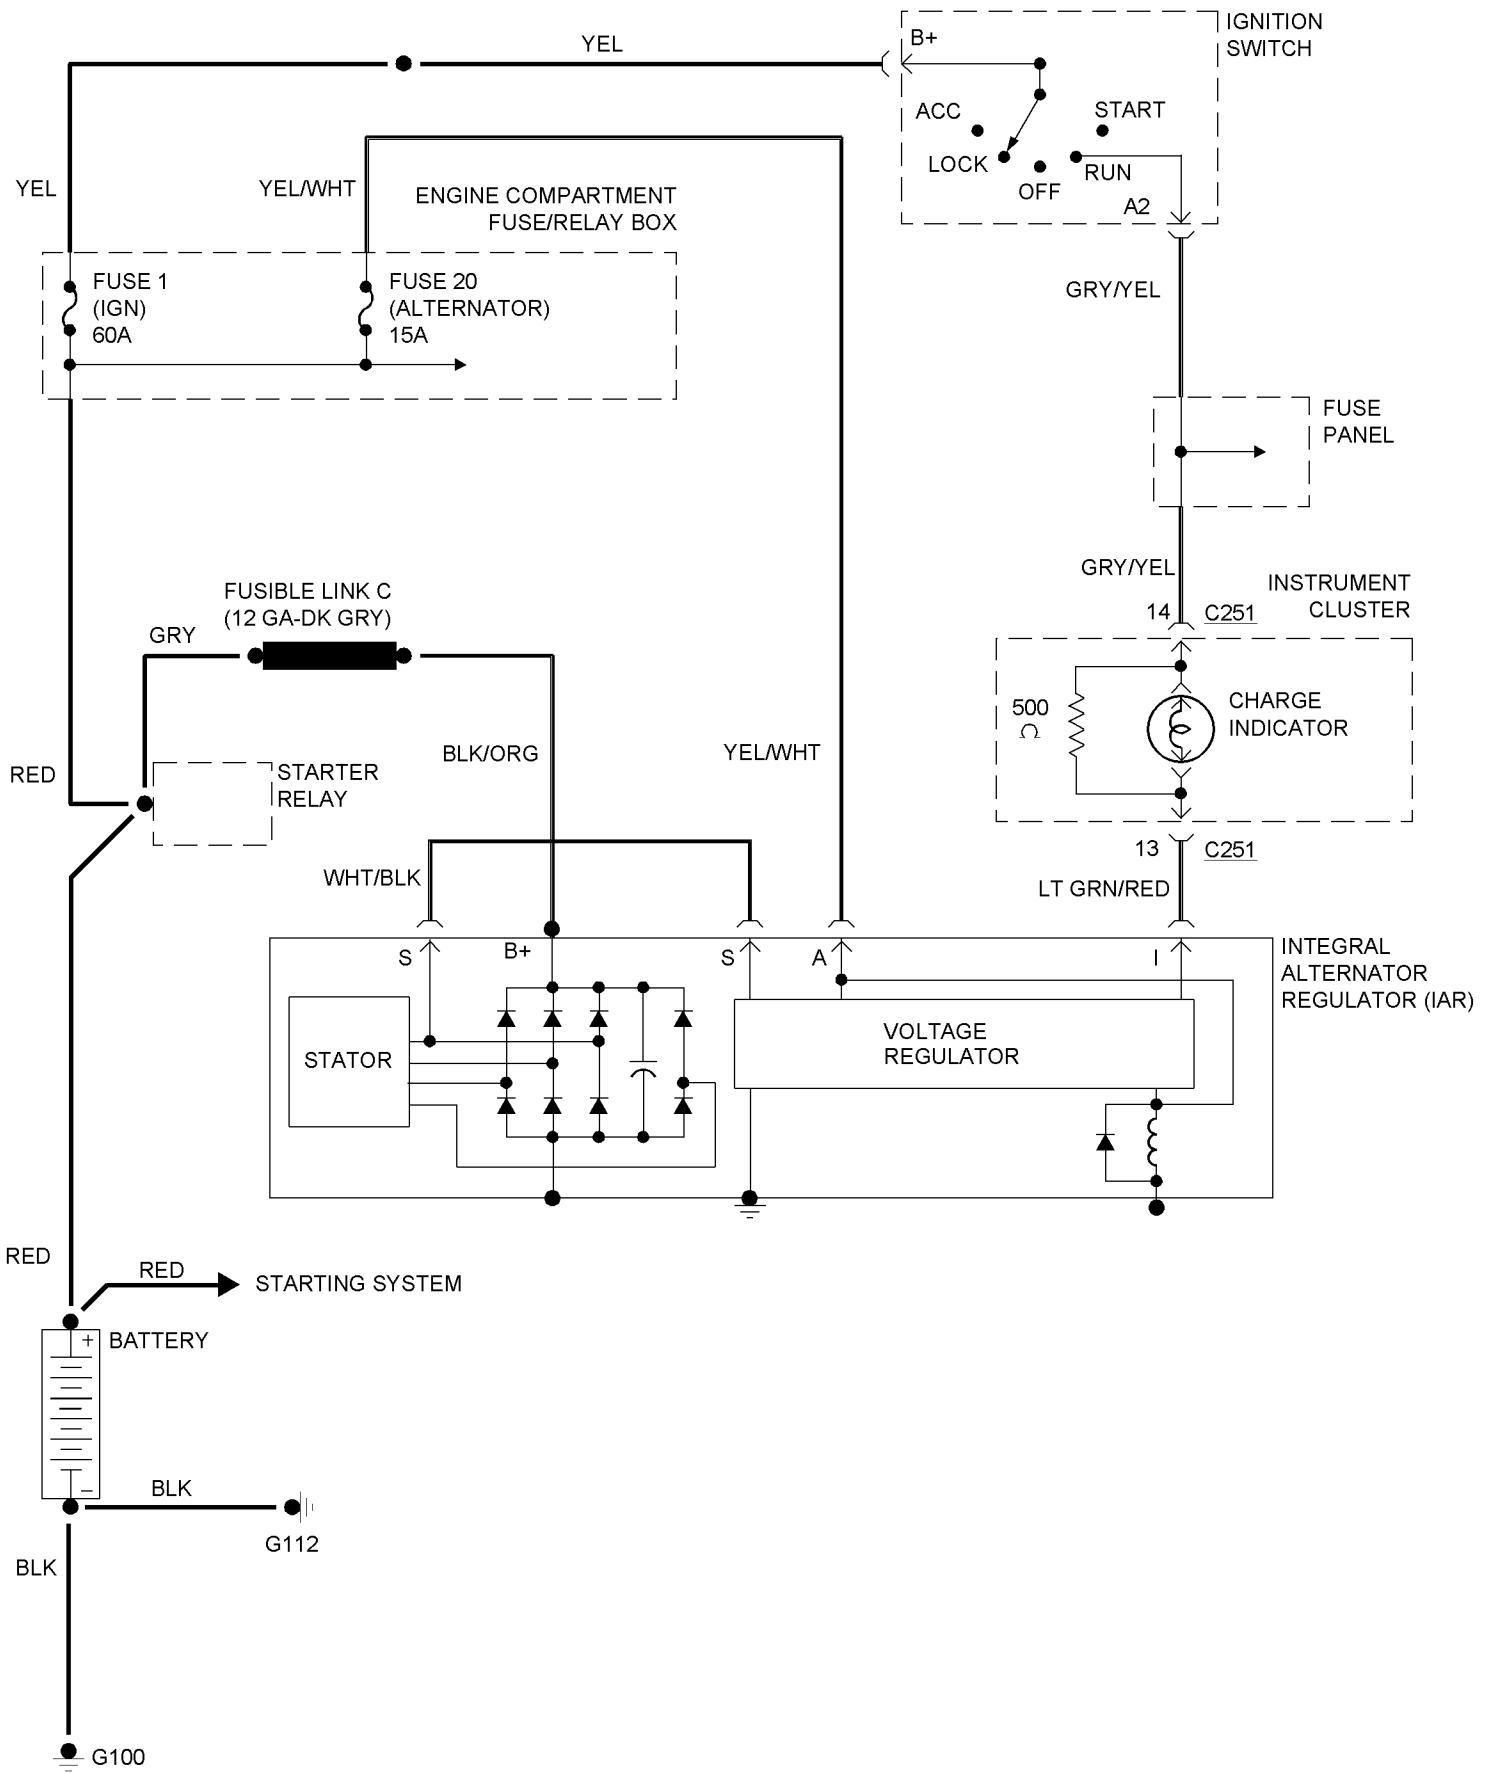 IGNITION
SWITCH
B+
YEL
ACC
START
LOCK
RUN
OFF
A2
YEL
YEL/WHT
ENGINE COMPARTMENT
FUSE/RELAY BOX
FUSE 1
(IGN)
60A
FUSE 20
(ALTERNATOR)
15A
GRY/YEL
FUSE
PANEL
GRY/YEL
INSTRUMENT
CLUSTER
14
C251
FUSIBLE LINK C
(12 GA-DK GRY)
GRY
500
Ω
CHARGE
INDICATOR
BLK/ORG
YEL/WHT
RED
STARTER
RELAY
13
C251
WHT/BLK
LT GRN/RED
S
B+
S
A
I
INTEGRAL
ALTERNATOR
REGULATOR (IAR)
STATOR
VOLTAGE
REGULATOR
RED
RED
STARTING SYSTEM
+
BATTERY
–
BLK
G112
BLK
G100